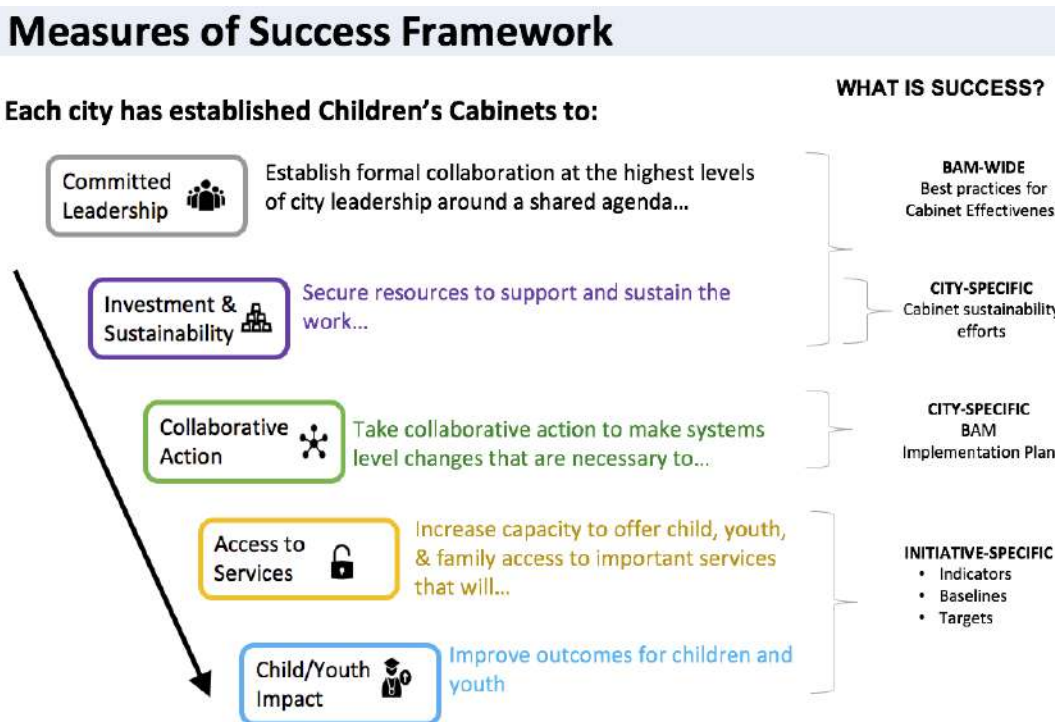 Measures of Success Framework
WHAT IS SUCCESS?
Each city has established Children's Cabinets to:
Committed
Leadership
Establish formal collaboration at the highest levels
of city leadership around a shared agenda...
BAM-WIDE
Best practices for
Cabinet Effectivenes
Investment &
Sustainability
Secure resources to support and sustain the
work...
CITY-SPECIFIC
Cabinet sustainability
efforts
Collaborative
Action
Take collaborative action to make systems
level changes that are necessary to...
CITY-SPECIFIC
BAM
Implementation Plan
Access to
Services
Increase capacity to offer child, youth,
& family access to important services
that will...
INITIATIVE-SPECIFIC
• Indicators
• Baselines
• Targets
Child/Youth
Impact
Improve outcomes for children and
youth